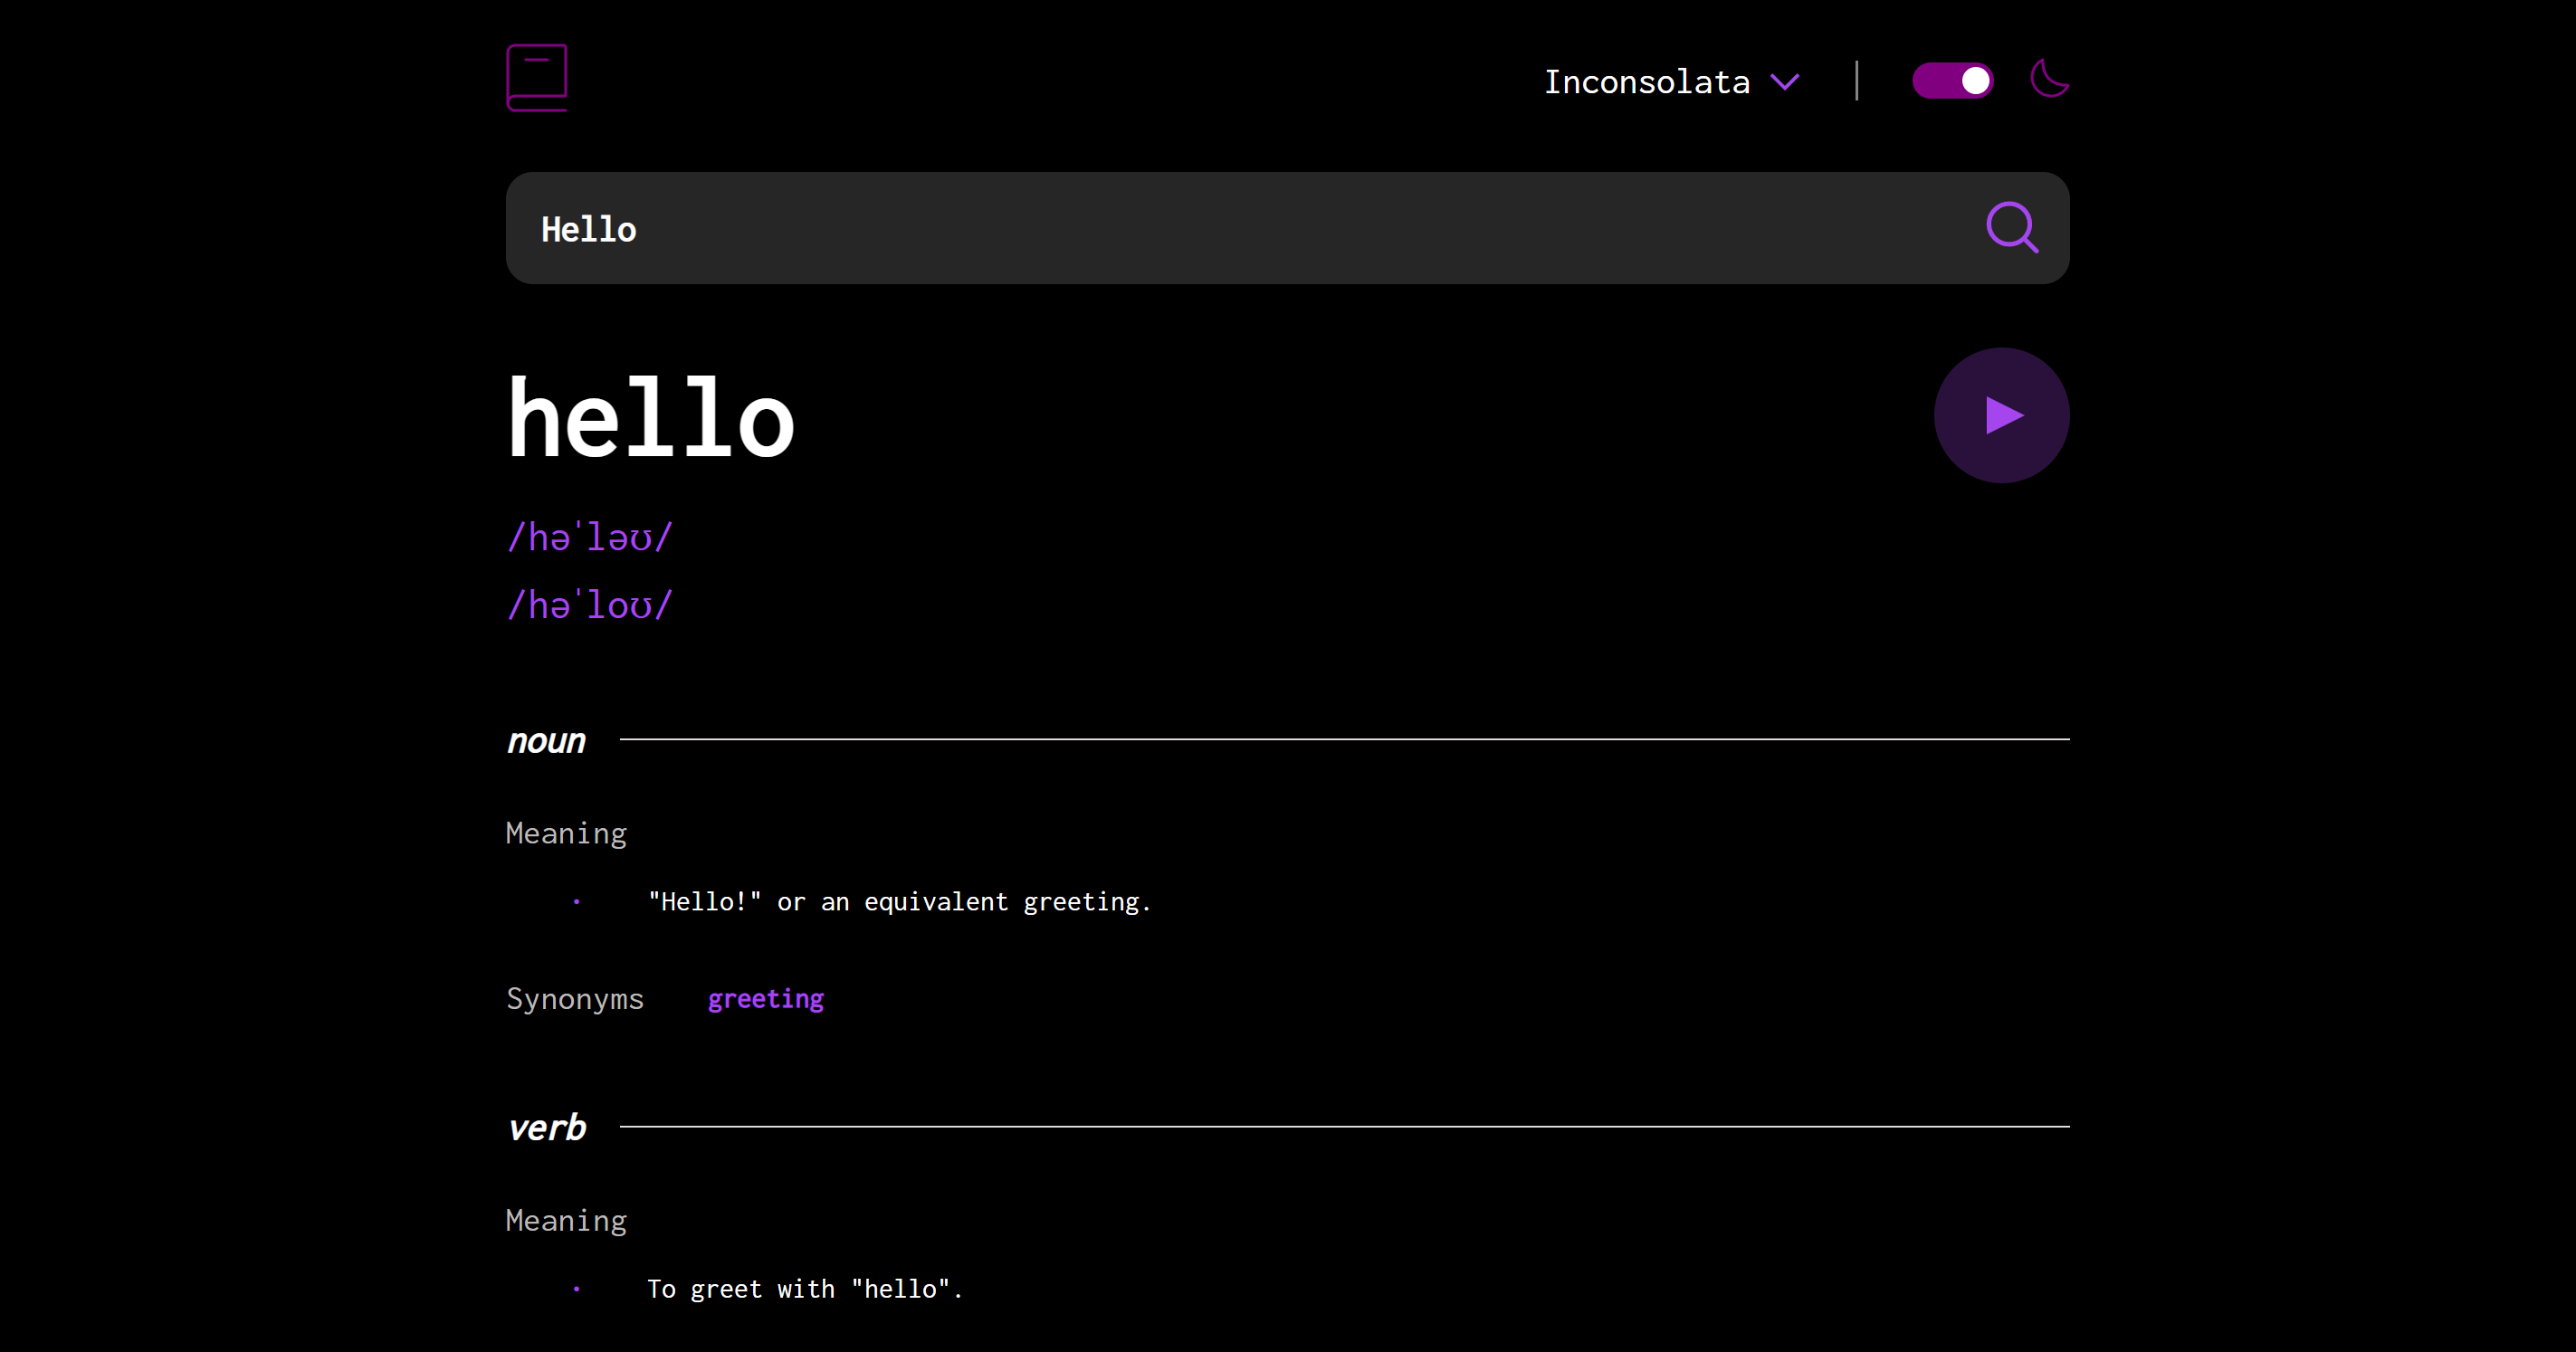 Inconsolata
Hello
hello
/həˈləʊ/
/həˈloʊ/
noun
Meaning
• "Hello!" or an equivalent greeting.
Synonyms greeting
verb
Meaning
• To greet with "hello".